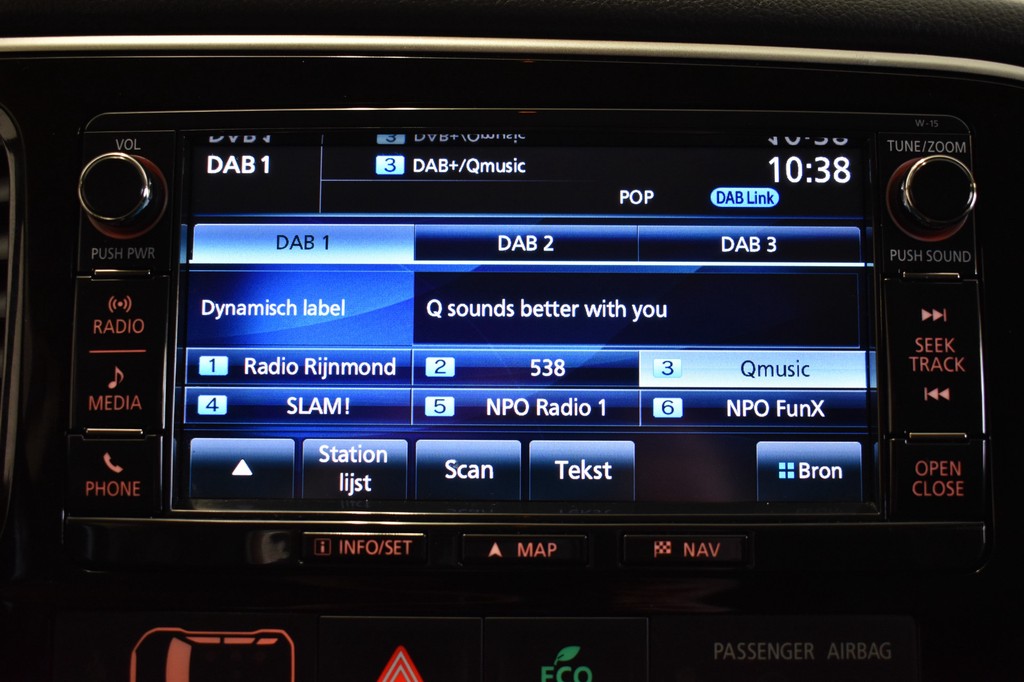 W-15
VOL
TUNE/ZOOM
DAB 1
3 DAB+/Qmusic
10:38
POP
DAB Link
PUSH PWR
PUSH SOUND
DAB 1
DAB 2
DAB 3
Dynamisch label
Q sounds better with you
RADIO
SEEK
TRACK
1 Radio Rijnmond
2 538
3 Qmusic
MEDIA
4 SLAM!
5 NPO Radio 1
6 NPO FunX
PHONE
Station
lijst
Scan
Tekst
Bron
OPEN
CLOSE
i INFO/SET
MAP
NAV
PASSENGER AIRBAG
ECO